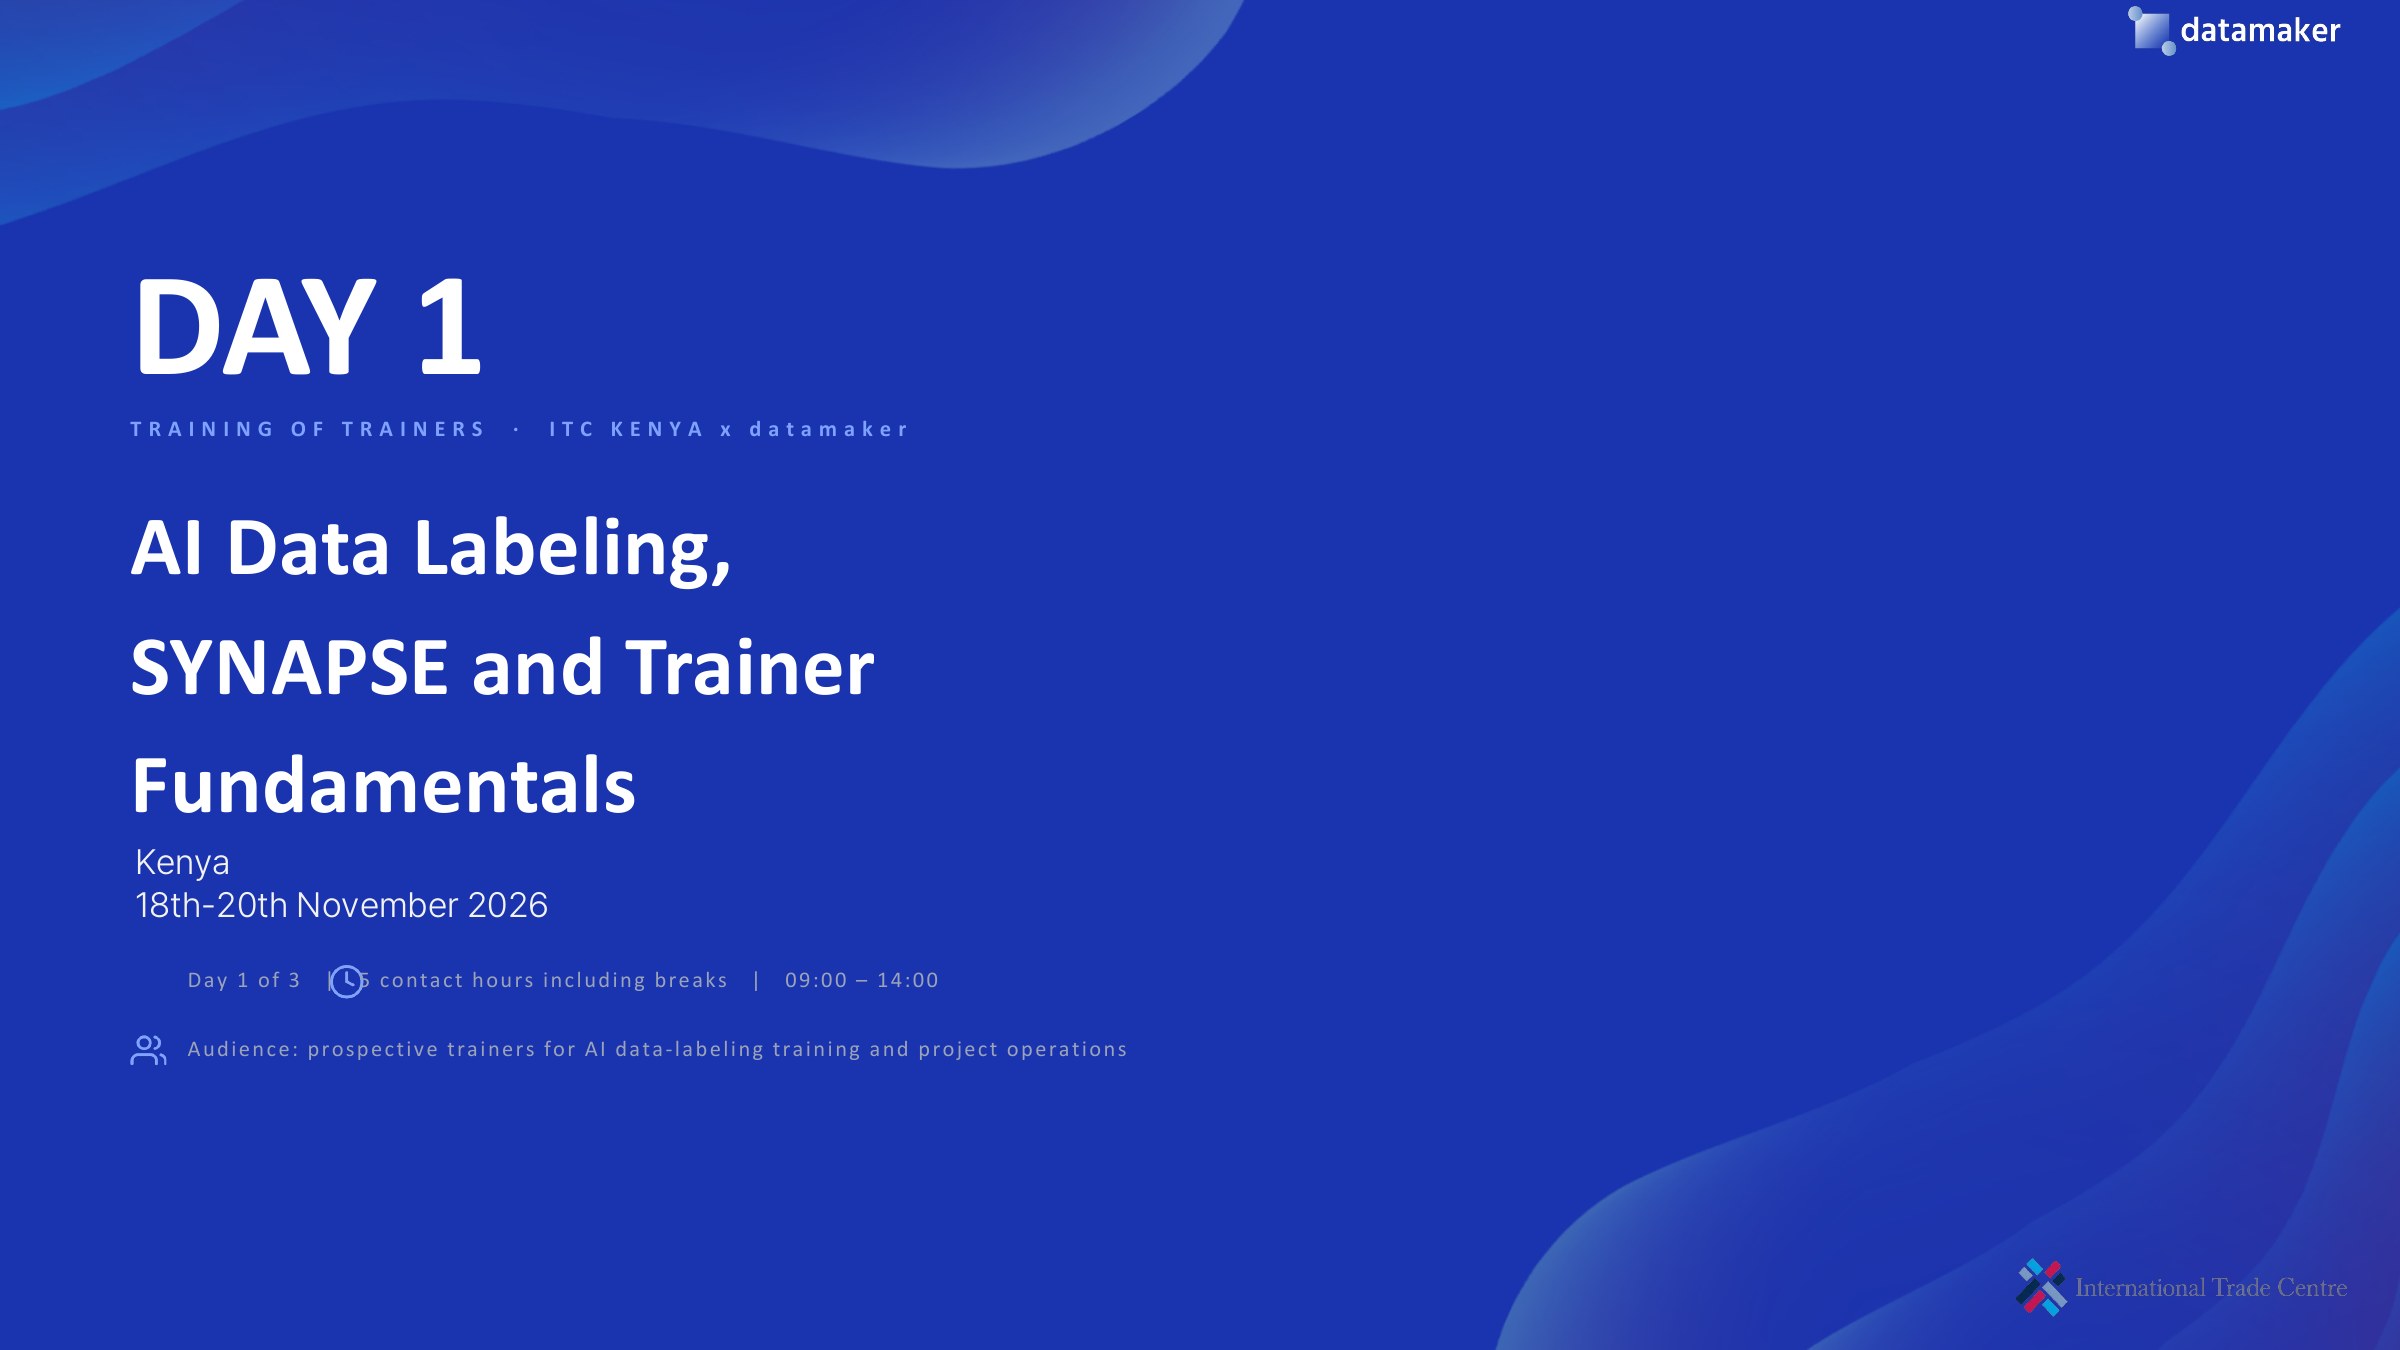 datamaker
DAY 1
TRAINING OF TRAINERS · ITC KENYA x datamaker
AI Data Labeling,
SYNAPSE and Trainer
Fundamentals
Kenya
18th-20th November 2026
Day 1 of 3 | 5 contact hours including breaks | 09:00 – 14:00
Audience: prospective trainers for AI data-labeling training and project operations
International Trade Centre